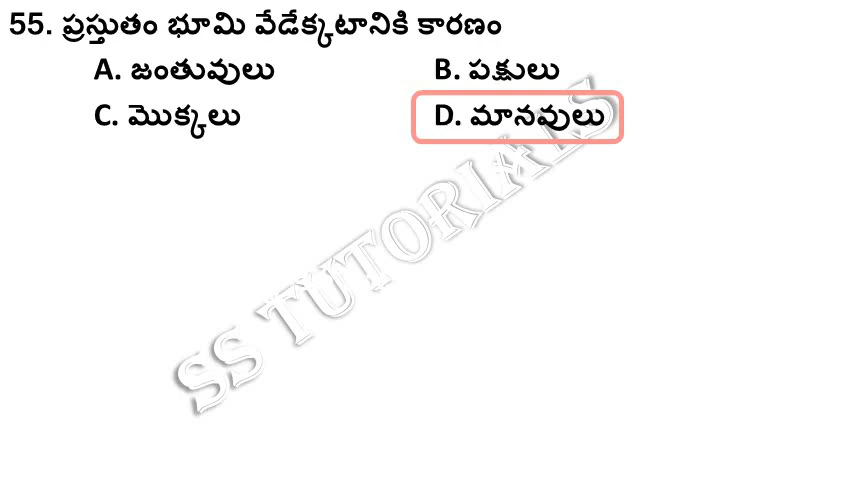 55. ప్రస్తుతం భూమి వేడేక్కటానికి కారణం
A. జంతువులు B. పక్షులు
C. మొక్కలు D. మానవులు
SS TUTORIALS